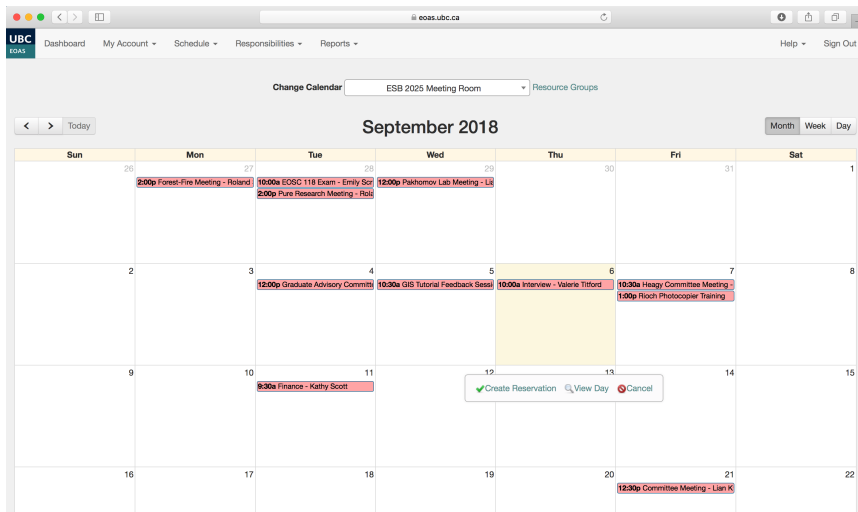 eoas.ubc.ca
UBC
EOAS
Dashboard My Account Schedule Responsibilities Reports Help Sign Out
Change Calendar ESB 2025 Meeting Room Resource Groups
Today September 2018 Month Week Day
Sun Mon Tue Wed Thu Fri Sat
26 27 28 29 30 31 1
2:00p Forest-Fire Meeting - Roland 10:00a EOSC 118 Exam - Emily Scr 12:00p Pakhomov Lab Meeting - Lia
2:00p Pure Research Meeting - Rola
2 3 4 5 6 7 8
12:00p Graduate Advisory Committe 10:30a GIS Tutorial Feedback Sessi 10:00a Interview - Valerie Titford 10:30a Heagy Committee Meeting -
1:00p Rioch Photocopier Training
9 10 11 12 13 14 15
9:30a Finance - Kathy Scott Create Reservation View Day Cancel
16 17 18 19 20 21 22
12:30p Committee Meeting - Lian K